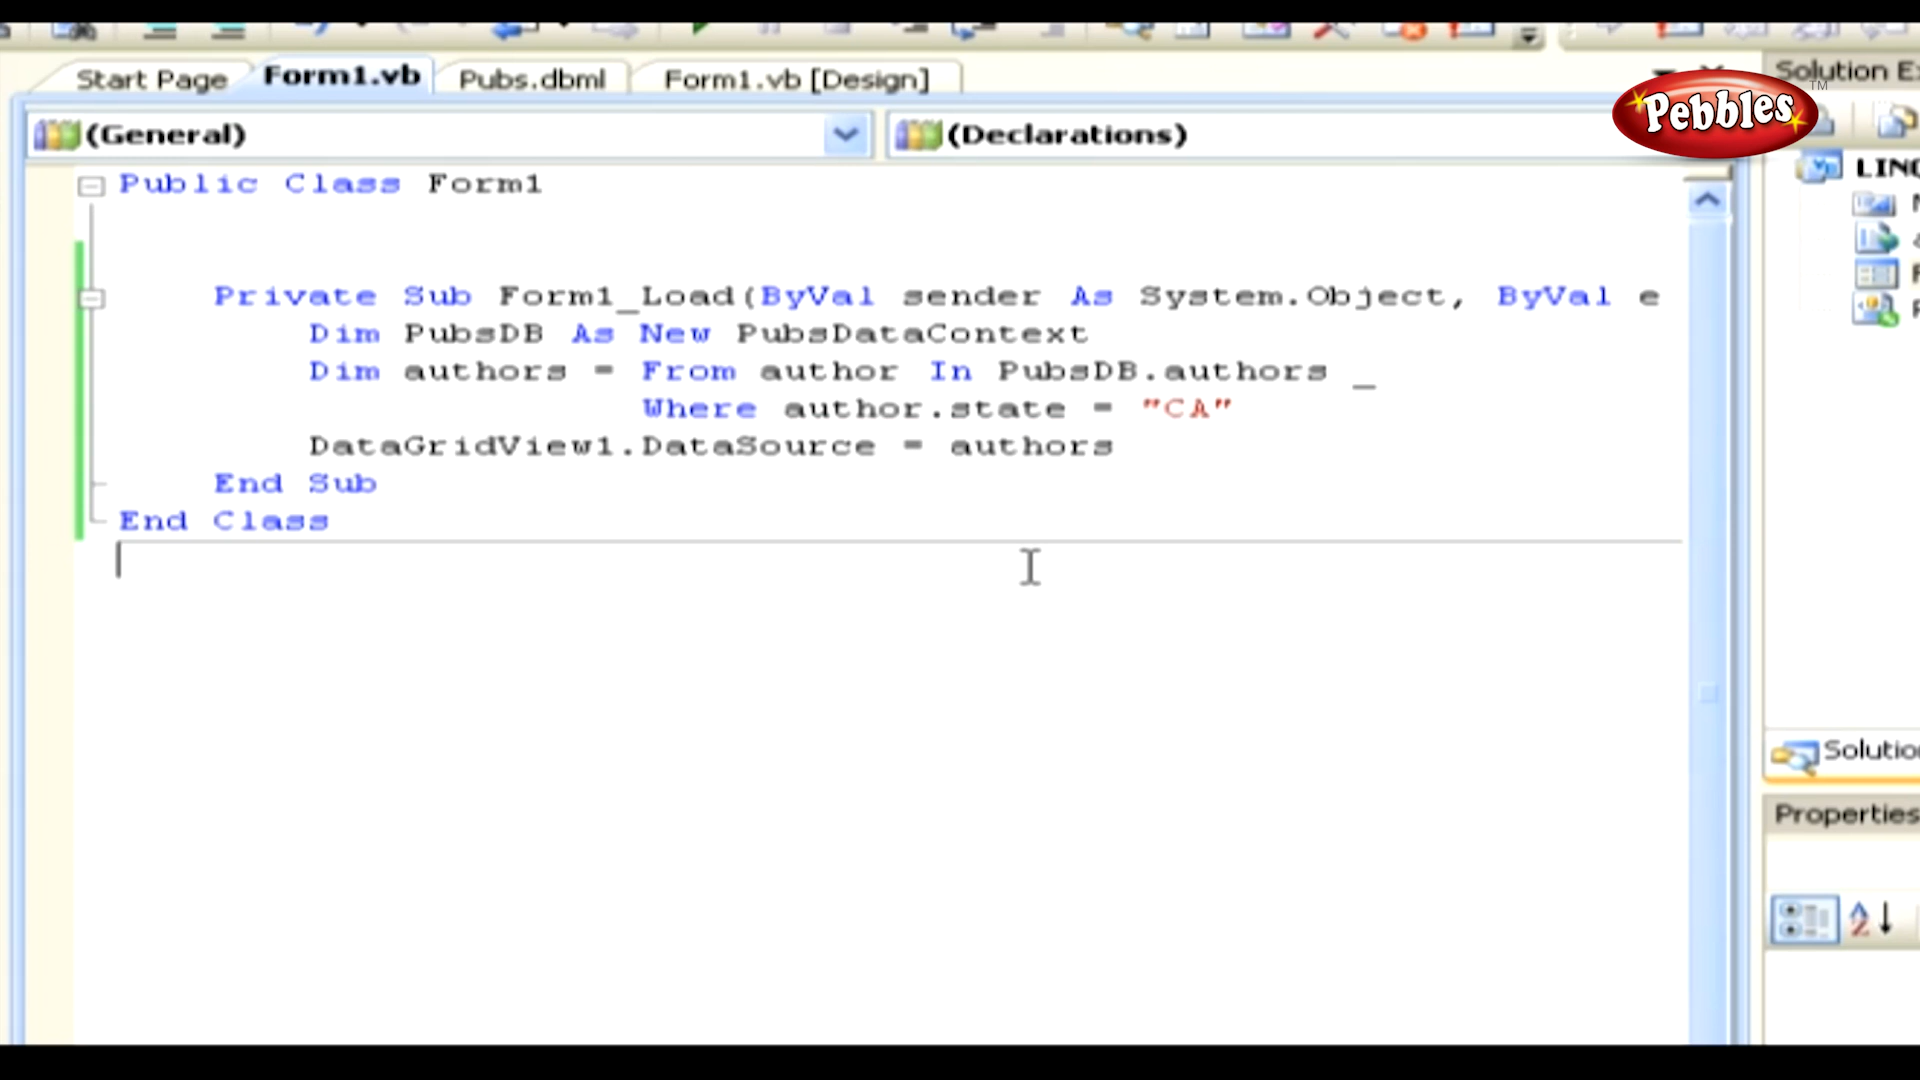 Start Page
Form1.vb
Pubs.dbml
Form1.vb [Design]
Solution
Pebbles
TM
(General)
(Declarations)
Public Class Form1
Private Sub Form1_Load(ByVal sender As System.Object, ByVal e
Dim PubsDB As New PubsDataContext
Dim authors = From author In PubsDB.authors _
Where author.state = "CA"
DataGridView1.DataSource = authors
End Sub
End Class
Properties